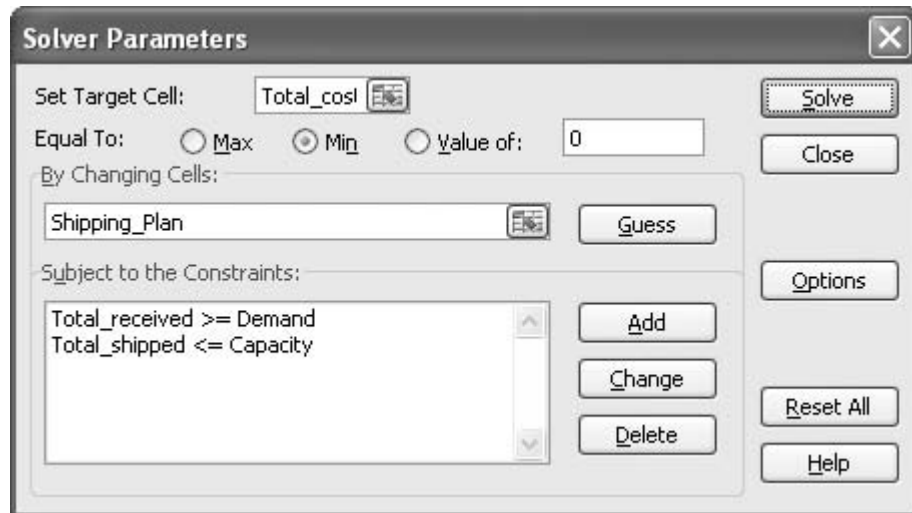 Solver Parameters
Set Target Cell: Total_cost Solve
Equal To: Max Min Value of: 0 Close
By Changing Cells:
Shipping_Plan Guess
Subject to the Constraints: Options
Total_received >= Demand Add
Total_shipped <= Capacity
Change
Reset All
Delete
Help